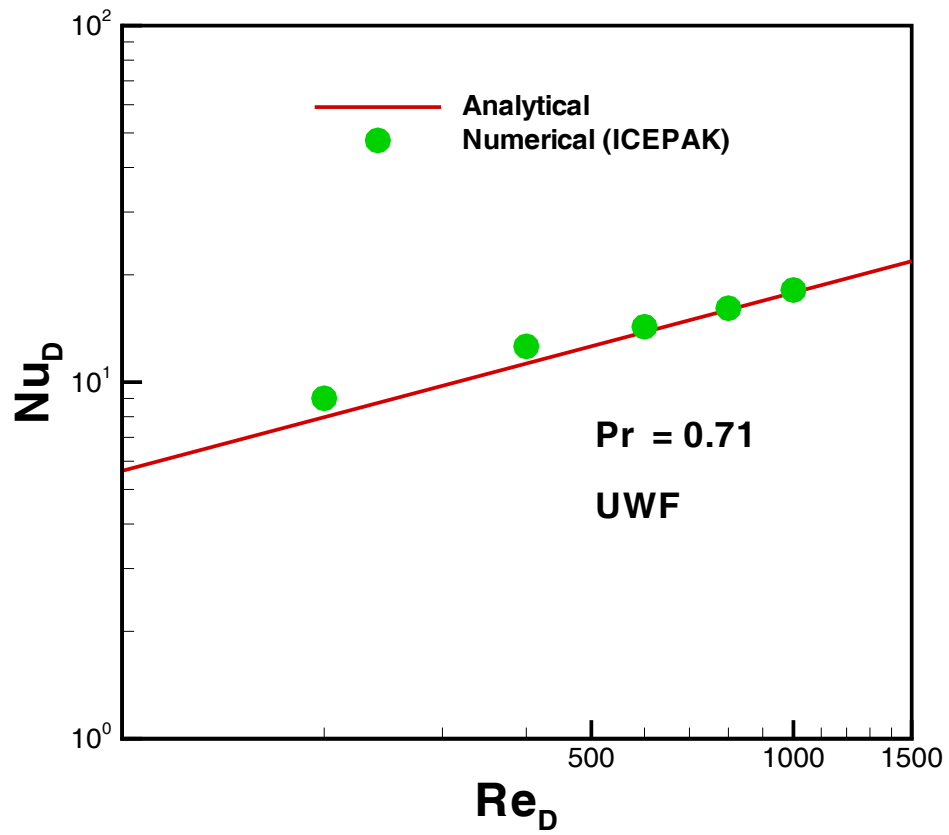 10²
Analytical
Numerical (ICEPAK)
Nu_D
10¹
Pr = 0.71
UWF
10⁰
500 1000 1500
Re_D